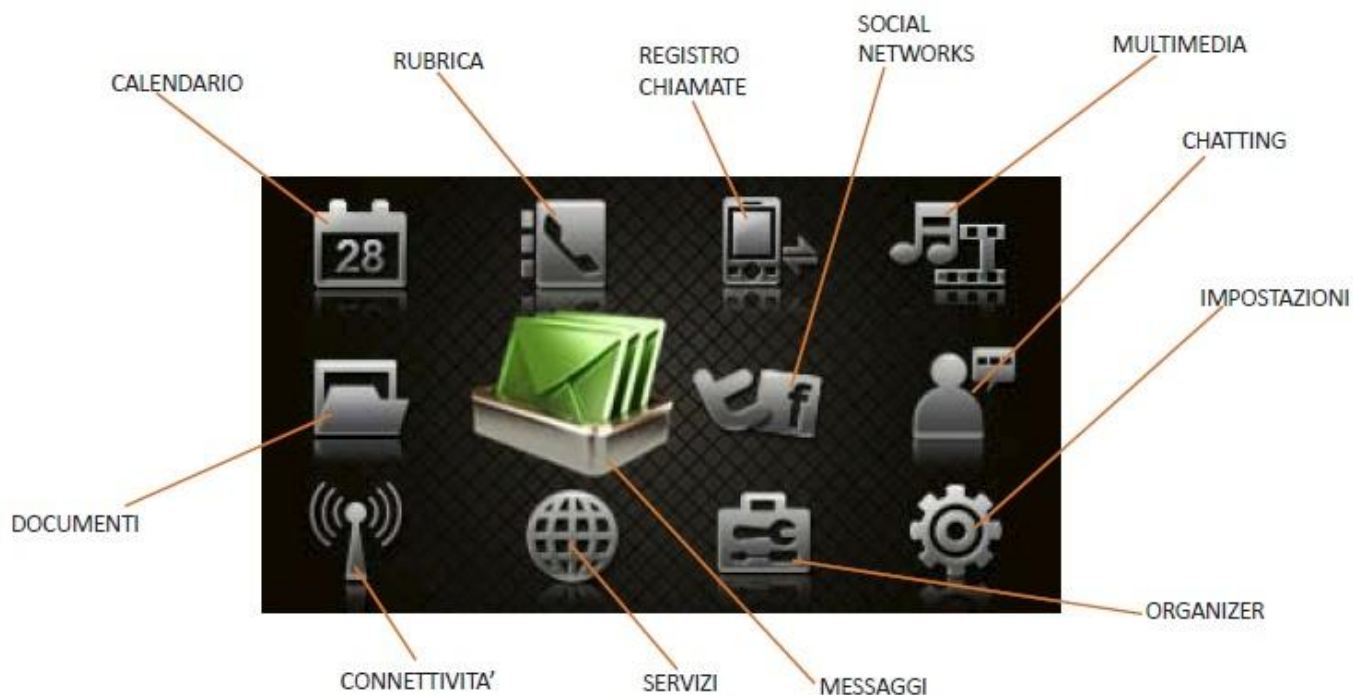 SOCIAL
NETWORKS
MULTIMEDIA
RUBRICA
REGISTRO
CHIAMATE
CALENDARIO
CHATTING
28
IMPOSTAZIONI
f
DOCUMENTI
ORGANIZER
CONNETTIVITA’
SERVIZI
MESSAGGI